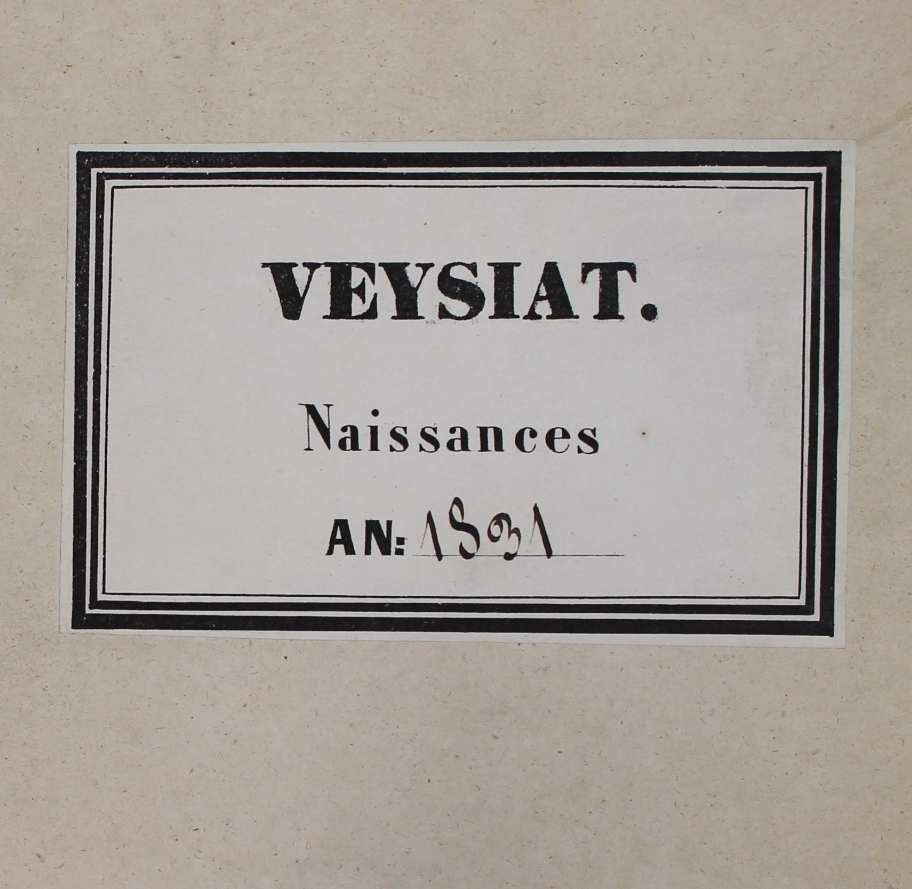 VEYSIAT.
Naissances
AN: 1831